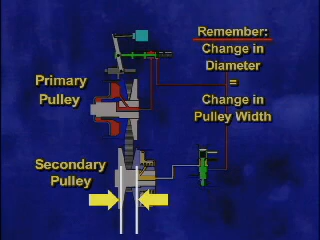 Remember:
Change in
Diameter
=
Change in
Pulley Width
Primary
Pulley
Secondary
Pulley